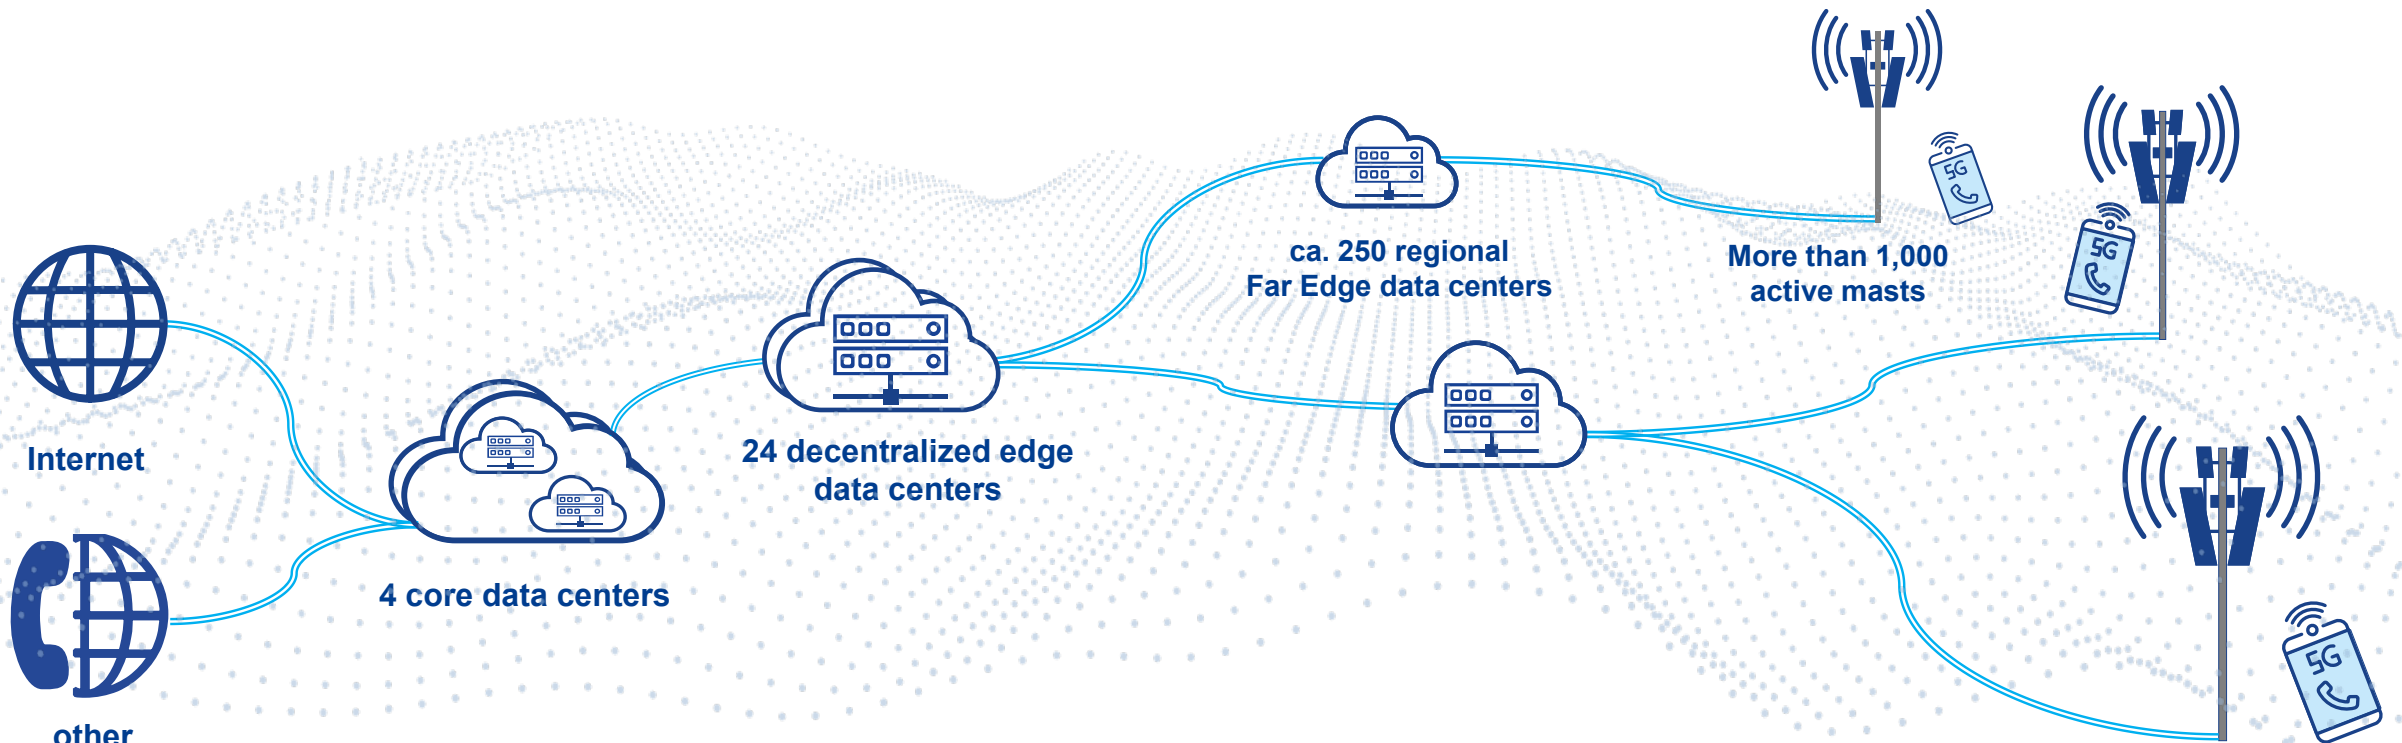 Internet
other
4 core data centers
24 decentralized edge
data centers
ca. 250 regional
Far Edge data centers
More than 1,000
active masts
5G
5G
5G